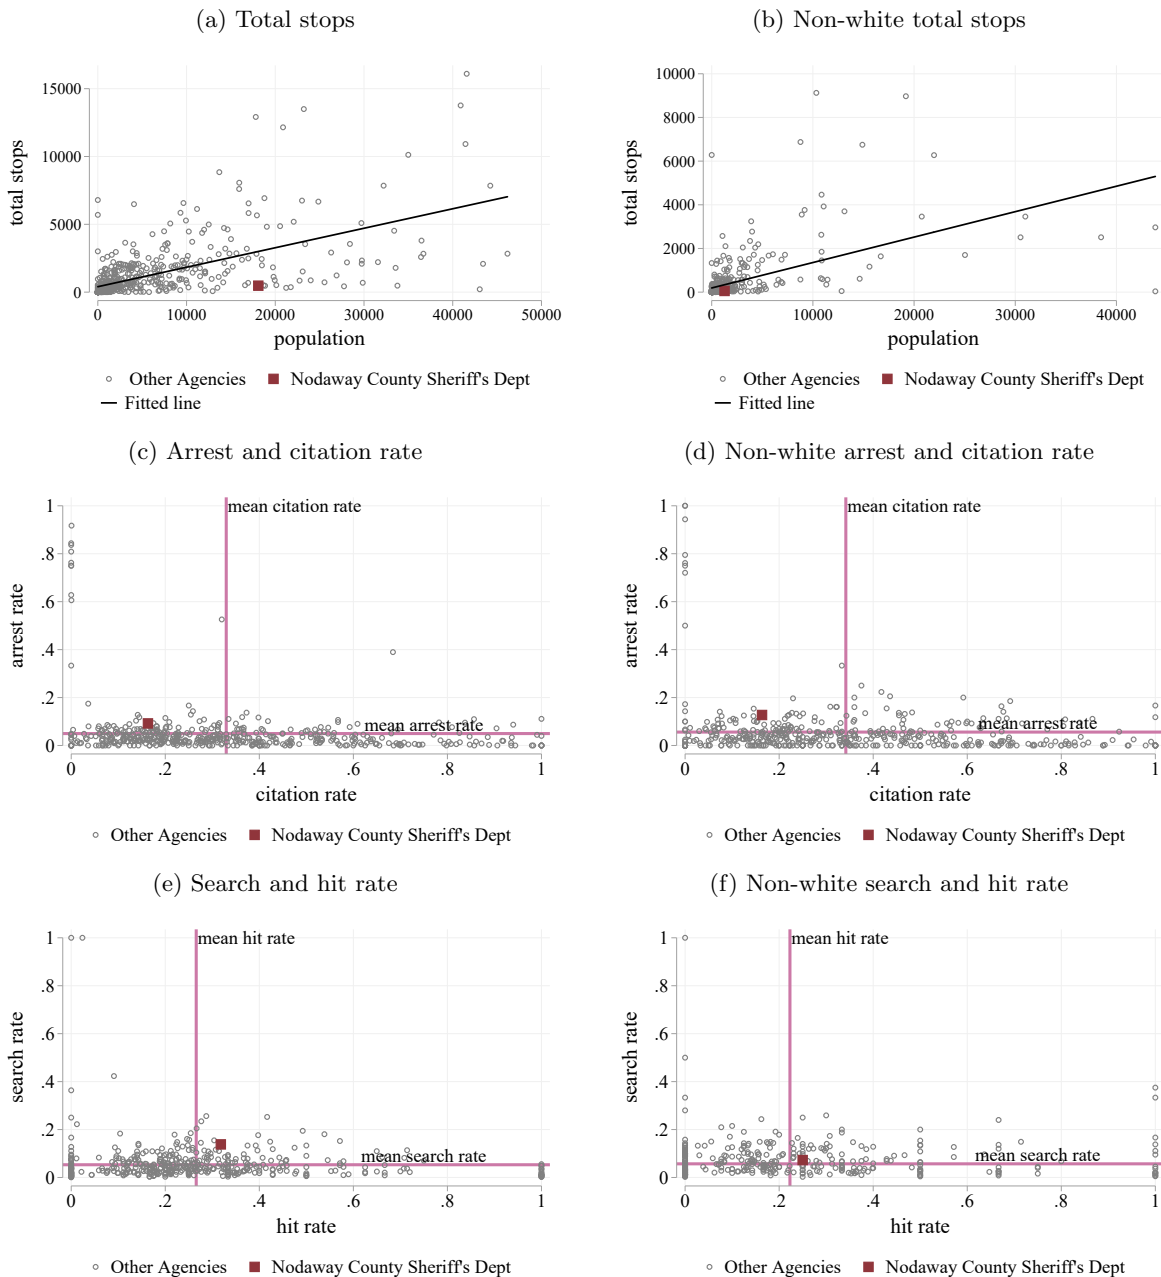 (a) Total stops
(b) Non-white total stops
total stops
15000
10000
5000
0
0 10000 20000 30000 40000 50000
population
Other Agencies Nodaway County Sheriff's Dept
Fitted line
total stops
10000
8000
6000
4000
2000
0
0 10000 20000 30000 40000
population
Other Agencies Nodaway County Sheriff's Dept
Fitted line
(c) Arrest and citation rate
(d) Non-white arrest and citation rate
arrest rate
1
.8
.6
.4
.2
0
mean citation rate
mean arrest rate
0 .2 .4 .6 .8 1
citation rate
Other Agencies Nodaway County Sheriff's Dept
arrest rate
1
.8
.6
.4
.2
0
mean citation rate
mean arrest rate
0 .2 .4 .6 .8 1
citation rate
Other Agencies Nodaway County Sheriff's Dept
(e) Search and hit rate
(f) Non-white search and hit rate
search rate
1
.8
.6
.4
.2
0
mean hit rate
mean search rate
0 .2 .4 .6 .8 1
hit rate
Other Agencies Nodaway County Sheriff's Dept
search rate
1
.8
.6
.4
.2
0
mean hit rate
mean search rate
0 .2 .4 .6 .8 1
hit rate
Other Agencies Nodaway County Sheriff's Dept